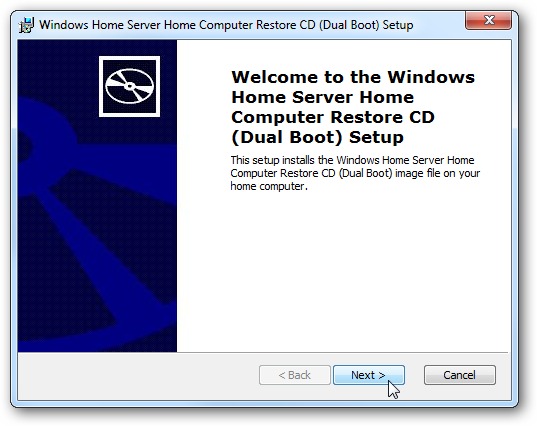 Windows Home Server Home Computer Restore CD (Dual Boot) Setup
Welcome to the Windows
Home Server Home
Computer Restore CD
(Dual Boot) Setup
This setup installs the Windows Home Server Home
Computer Restore CD (Dual Boot) image file on your
home computer.
< Back
Next >
Cancel